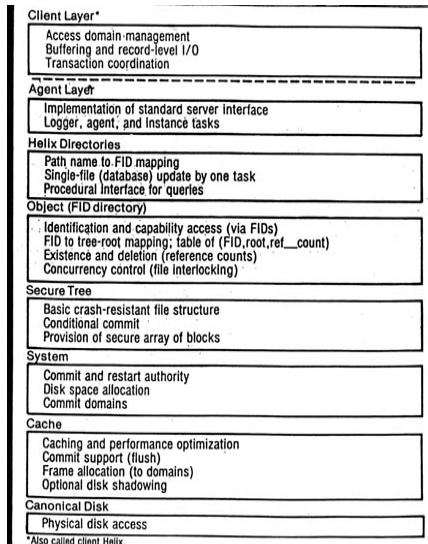 Client Layer*
Access domain management
Buffering and record-level I/O
Transaction coordination
Agent Layer
Implementation of standard server interface
Logger, agent, and instance tasks
Helix Directories
Path name to FID mapping
Single-file (database) update by one task
Procedural Interface for queries
Object (FID directory)
Identification and capability access (via FIDs)
FID to tree-root mapping; table of (FID,root,ref__count)
Existence and deletion (reference counts)
Concurrency control (file interlocking)
Secure Tree
Basic crash-resistant file structure
Conditional commit
Provision of secure array of blocks
System
Commit and restart authority
Disk space allocation
Commit domains
Cache
Caching and performance optimization
Commit support (flush)
Frame allocation (to domains)
Optional disk shadowing
Canonical Disk
Physical disk access
*Also called client Helix.